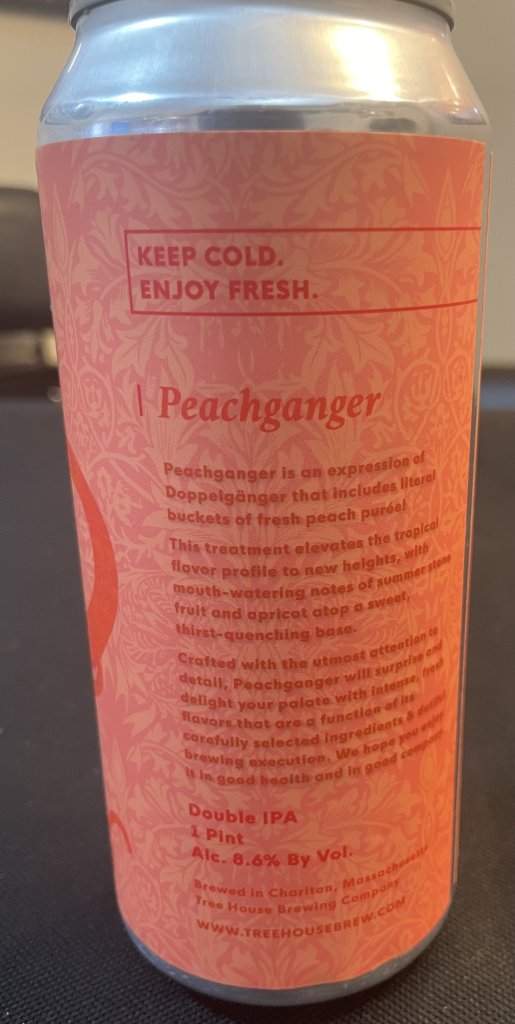 KEEP COLD.
ENJOY FRESH.
| Peachganger
Peachganger is an expression of
Doppelgänger that includes literal
buckets of fresh peach purée!
This treatment elevates the tropical
flavor profile to new heights, with
mouth-watering notes of summer stone
fruit and apricot atop a sweet,
thirst-quenching base.
Crafted with the utmost attention to
detail, Peachganger will surprise and
delight your palate with intense, fresh
flavors that are a function of its
carefully selected ingredients & dutiful
brewing execution. We hope you enjoy
it in good health and in good company.
Double IPA
1 Pint
Alc. 8.6% By Vol.
Brewed in Charlton, Massachusetts
Tree House Brewing Company
WWW.TREEHOUSEBREW.COM